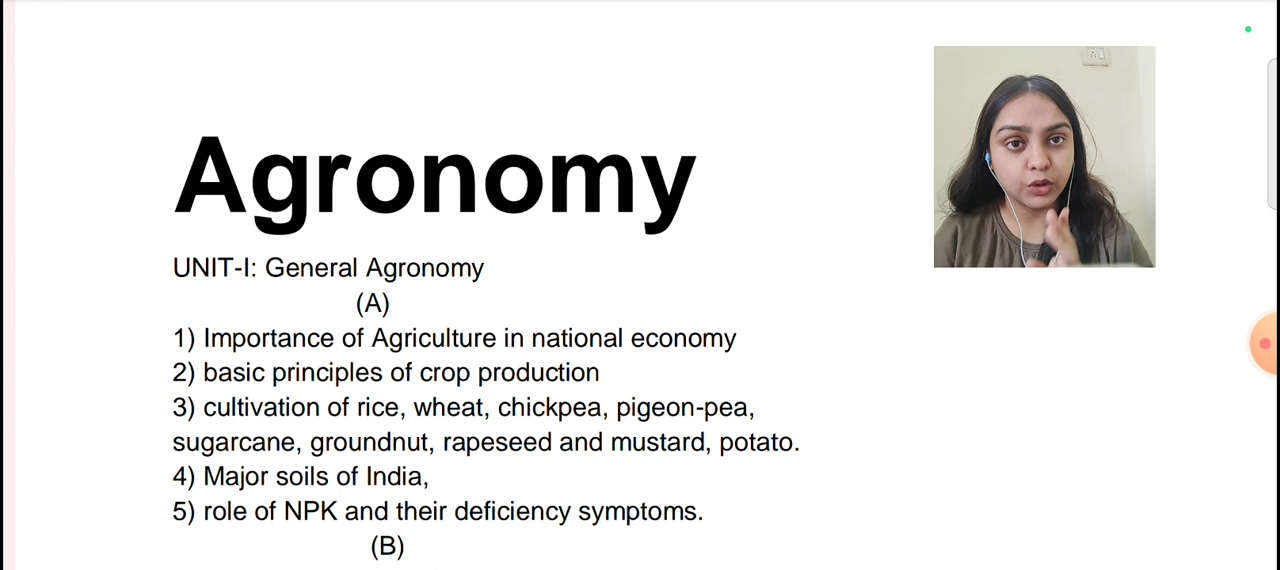 Agronomy
UNIT-I: General Agronomy
(A)
1) Importance of Agriculture in national economy
2) basic principles of crop production
3) cultivation of rice, wheat, chickpea, pigeon-pea,
sugarcane, groundnut, rapeseed and mustard, potato.
4) Major soils of India,
5) role of NPK and their deficiency symptoms.
(B)